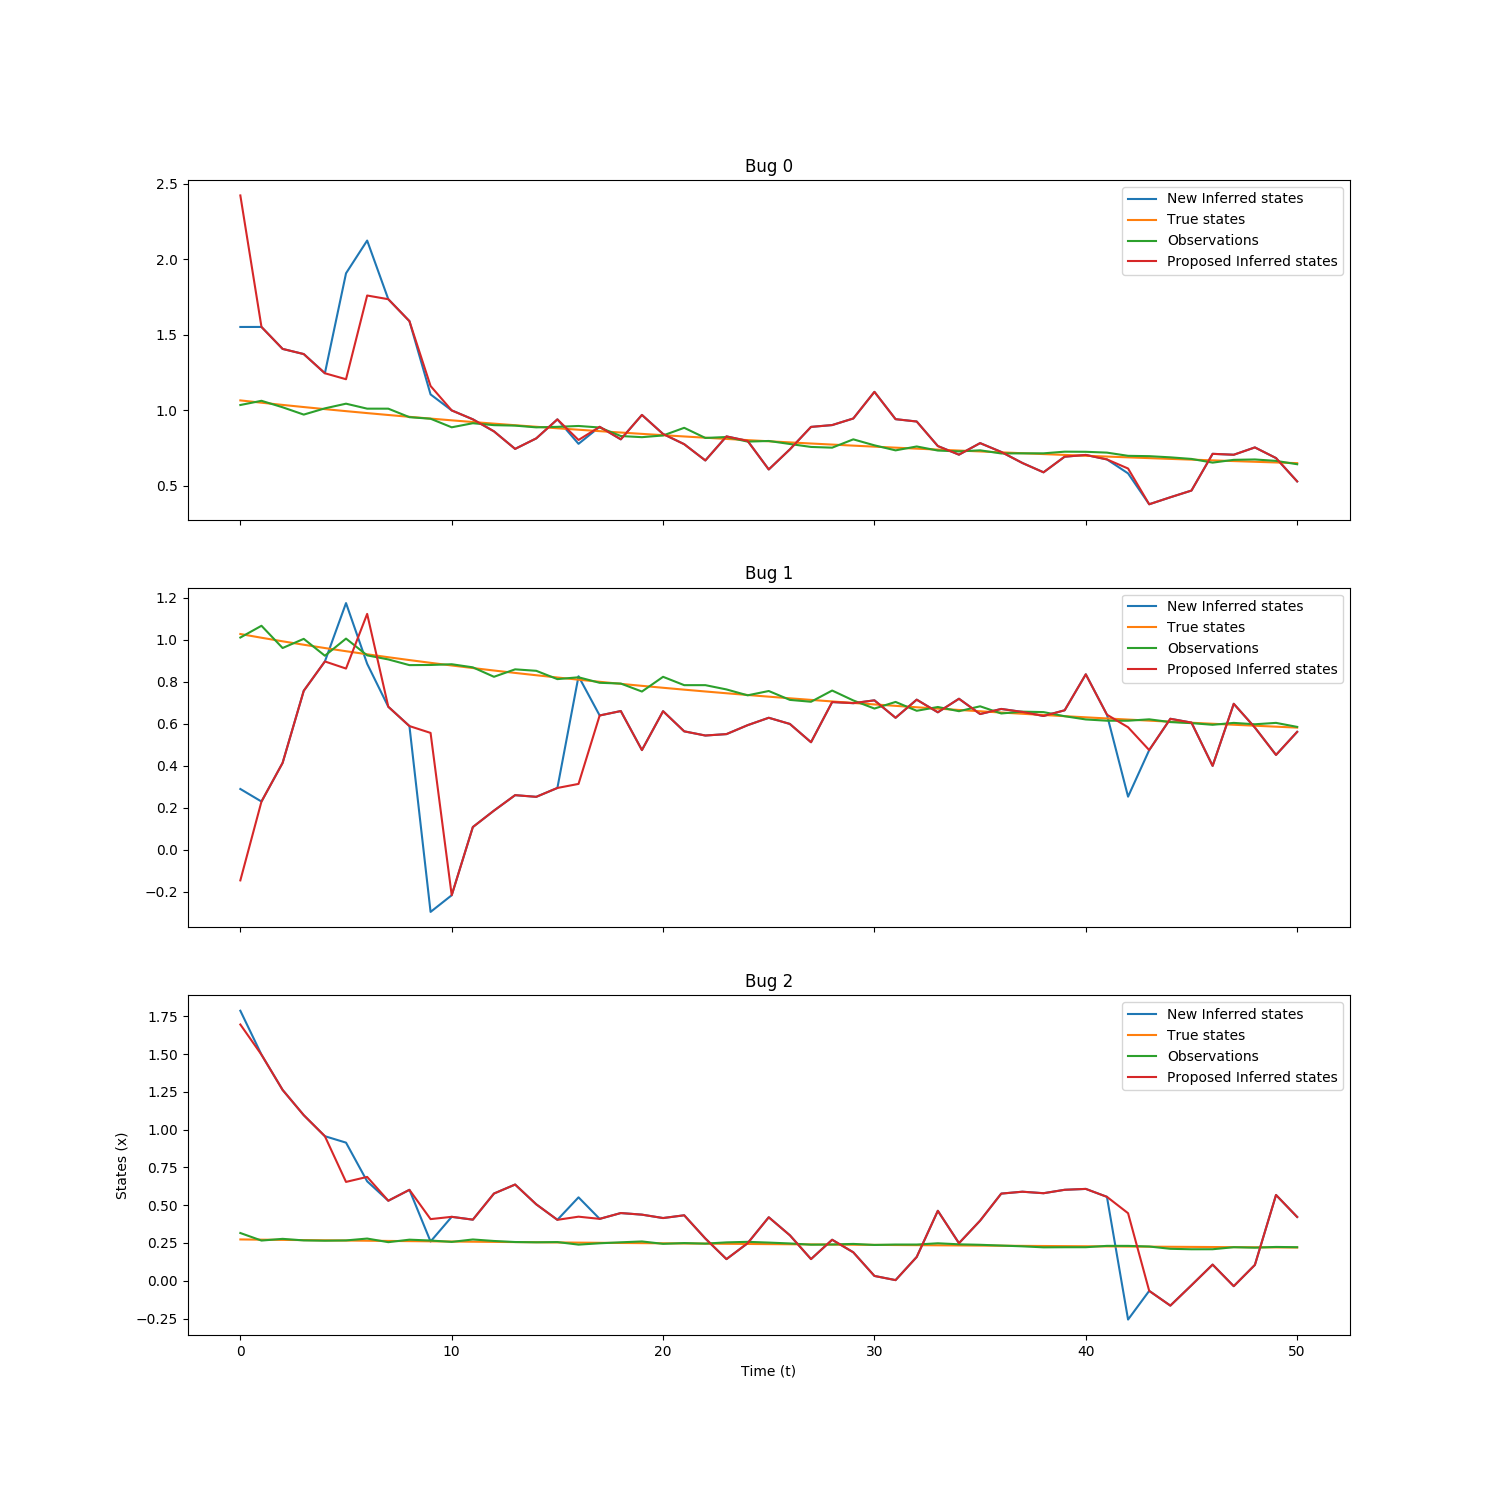 Bug 0
2.5
2.0
1.5
1.0
0.5
New Inferred states
True states
Observations
Proposed Inferred states
Bug 1
1.2
1.0
0.8
0.6
0.4
0.2
0.0
−0.2
New Inferred states
True states
Observations
Proposed Inferred states
Bug 2
States (x)
1.75
1.50
1.25
1.00
0.75
0.50
0.25
0.00
−0.25
New Inferred states
True states
Observations
Proposed Inferred states
0 10 20 30 40 50
Time (t)